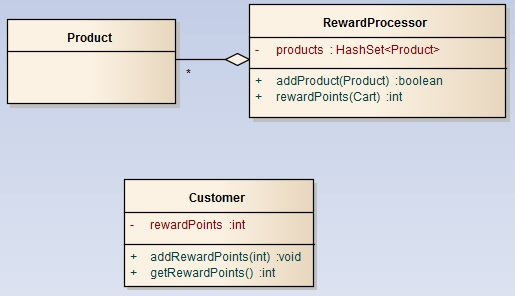 Product
RewardProcessor
- products : HashSet<Product>
+ addProduct(Product) :boolean
+ rewardPoints(Cart) :int
*
Customer
- rewardPoints :int
+ addRewardPoints(int) :void
+ getRewardPoints() :int